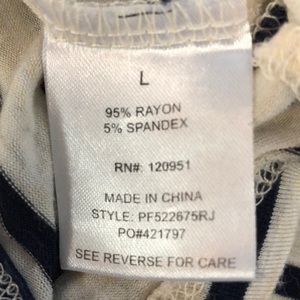 L
95% RAYON
5% SPANDEX
RN#: 120951
MADE IN CHINA
STYLE: PF522675RJ
PO#421797
SEE REVERSE FOR CARE